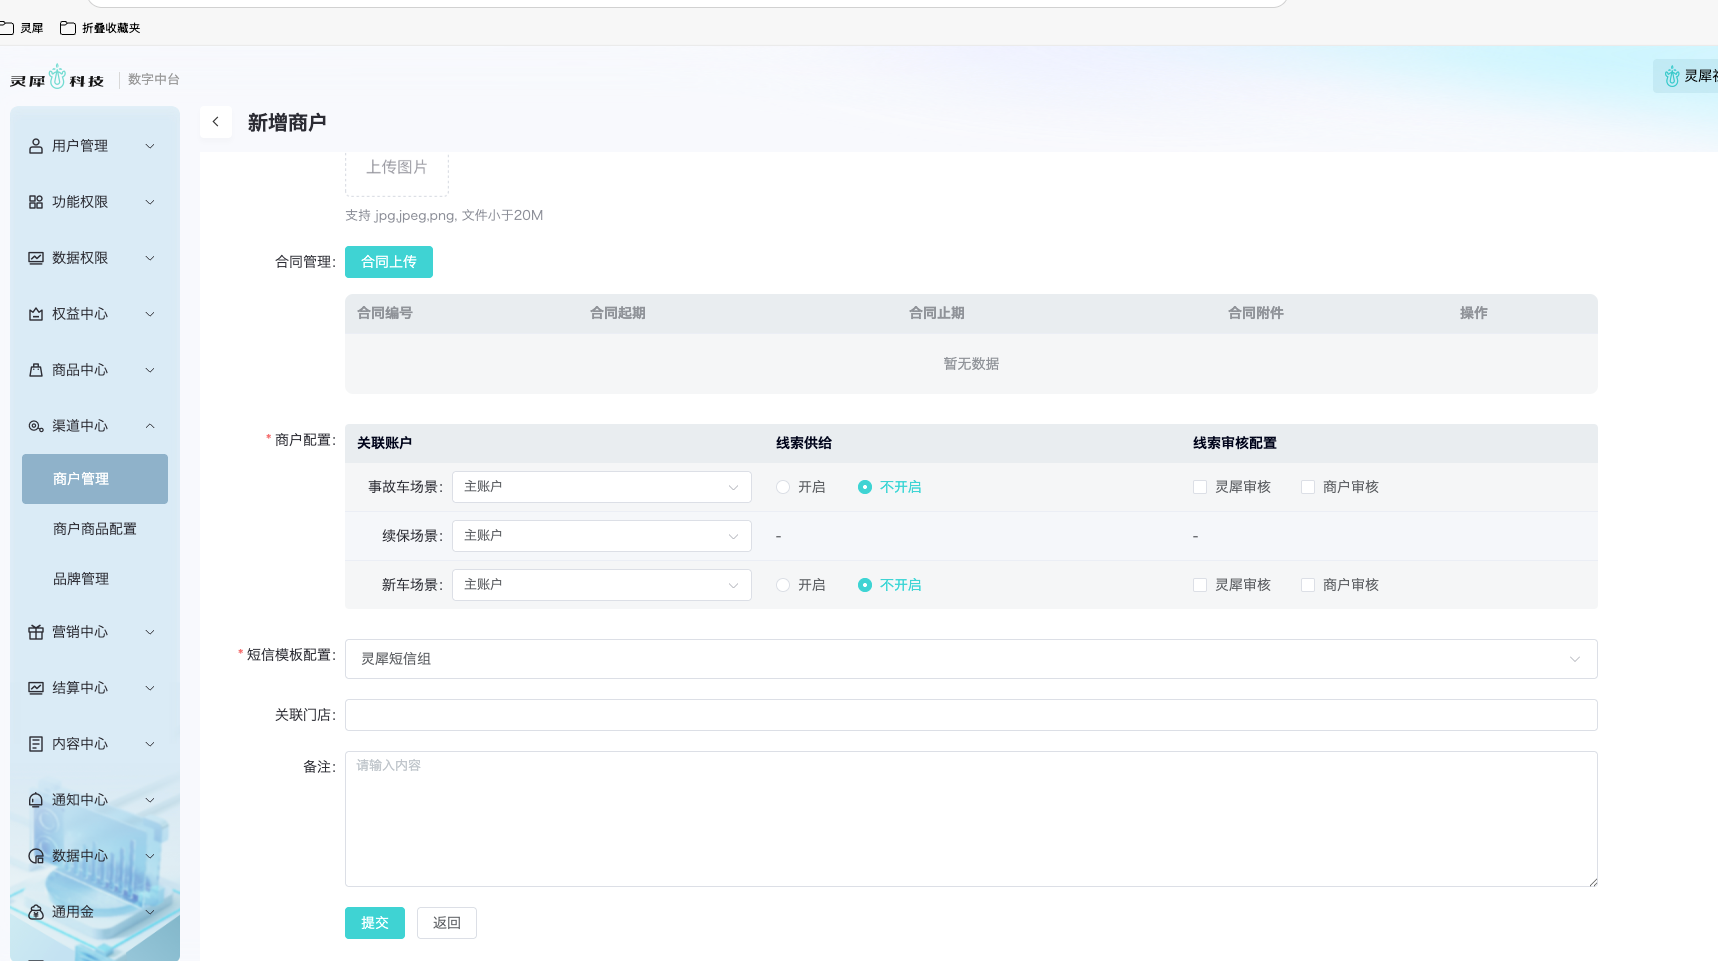 灵犀 折叠收藏夹
灵犀科技 数字中台
灵犀
用户管理
功能权限
数据权限
权益中心
商品中心
渠道中心
商户管理
商户商品配置
品牌管理
营销中心
结算中心
内容中心
通知中心
数据中心
通用金
新增商户
上传图片
支持 jpg,jpeg,png, 文件小于20M
合同管理: 合同上传
合同编号 合同起期 合同止期 合同附件 操作
暂无数据
* 商户配置: 关联账户 线索供给 线索审核配置
事故车场景: 主账户 开启 不开启 灵犀审核 商户审核
续保场景: 主账户 - -
新车场景: 主账户 开启 不开启 灵犀审核 商户审核
* 短信模板配置: 灵犀短信组
关联门店:
备注: 请输入内容
提交 返回